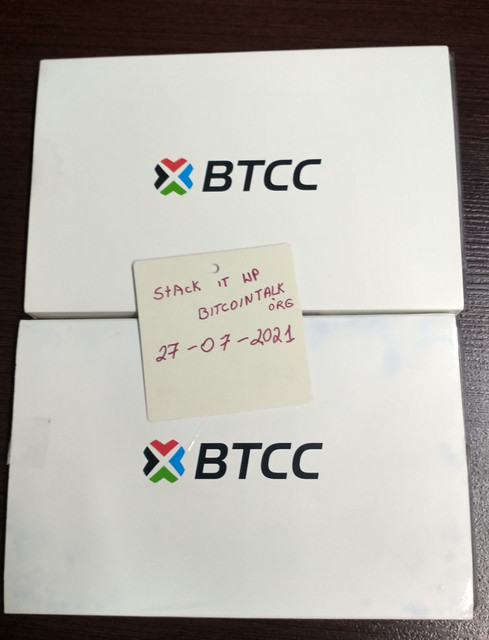 BTCC
StAck IT UP
BITCOINTALK
.ORG
27-07-2021
BTCC